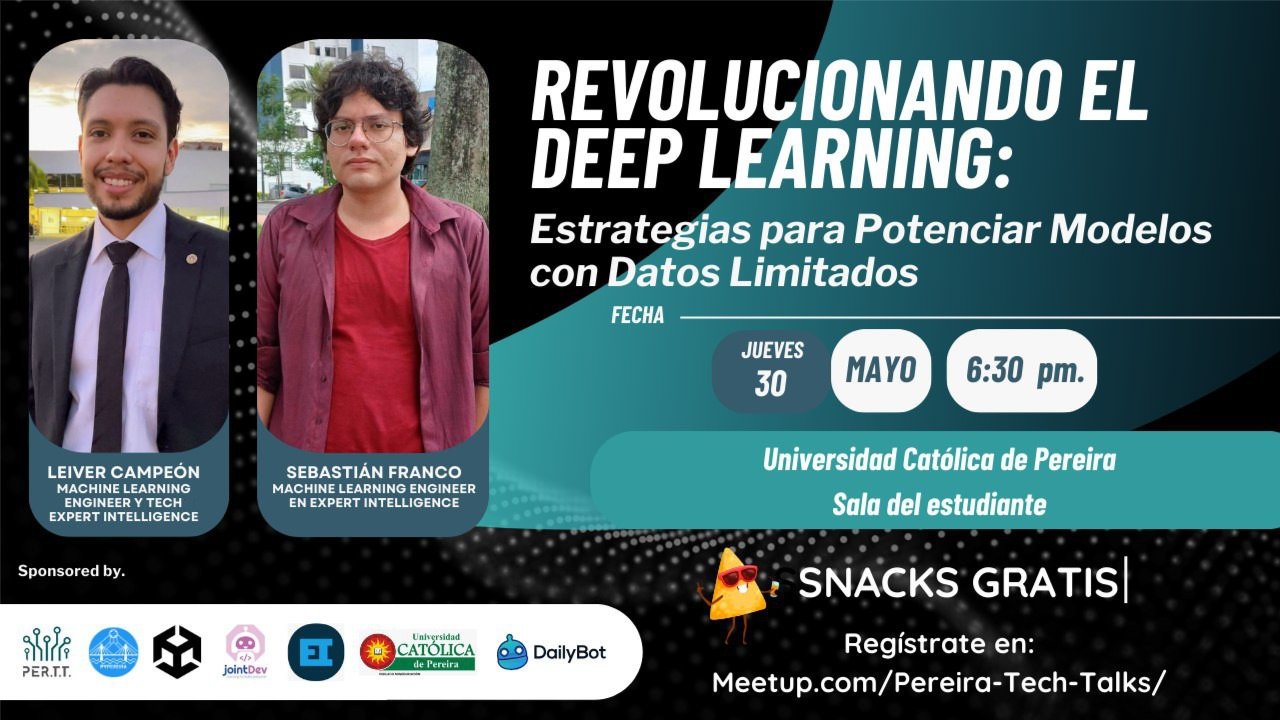 REVOLUCIONANDO EL
DEEP LEARNING:
Estrategias para Potenciar Modelos
con Datos Limitados
FECHA
JUEVES
30
MAYO
6:30 pm.
Universidad Católica de Pereira
Sala del estudiante
LEIVER CAMPEÓN
MACHINE LEARNING
ENGINEER Y TECH
EXPERT INTELLIGENCE
SEBASTIÁN FRANCO
MACHINE LEARNING ENGINEER
EN EXPERT INTELLIGENCE
SNACKS GRATIS
Regístrate en:
Meetup.com/Pereira-Tech-Talks/
Sponsored by.
PER.T.T.
jointDev
EI
Universidad
CATÓLICA
de Pereira
DailyBot